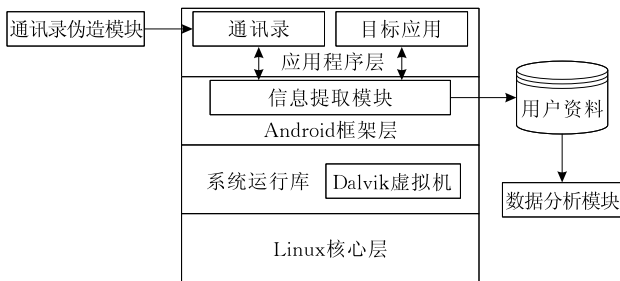 通讯录伪造模块
通讯录
目标应用
应用程序层
信息提取模块
Android框架层
用户资料
系统运行库
Dalvik虚拟机
数据分析模块
Linux核心层